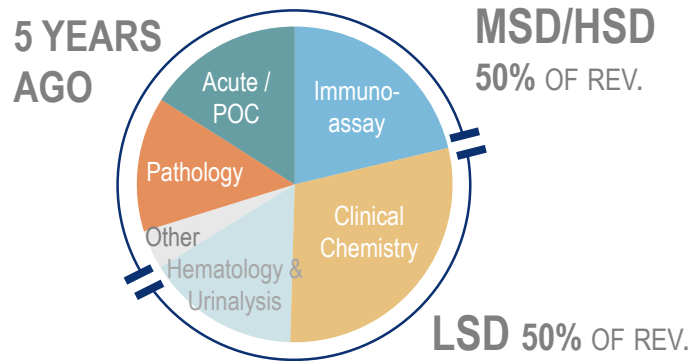 5 YEARS
AGO
MSD/HSD
50% OF REV.
Acute /
POC
Immuno-
assay
Pathology
Clinical
Chemistry
Other
Hematology &
Urinalysis
LSD 50% OF REV.